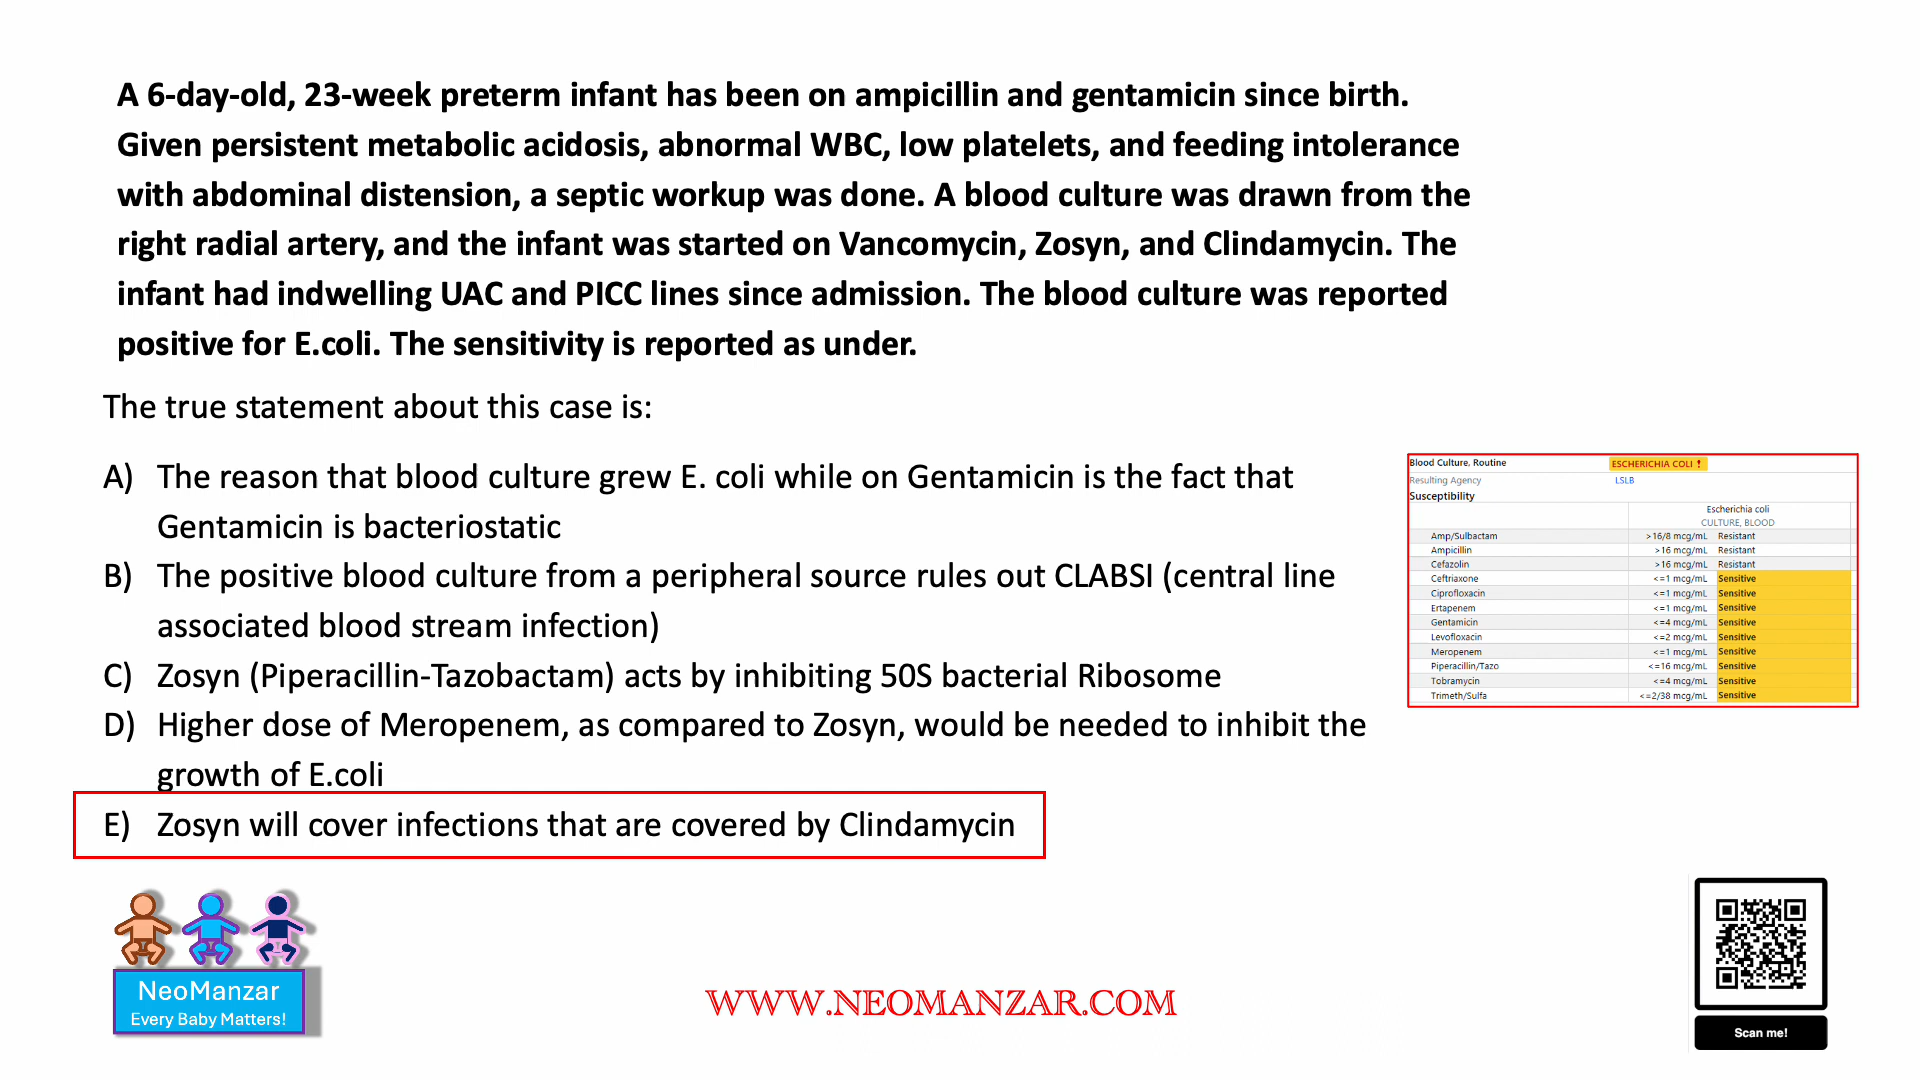 A 6-day-old, 23-week preterm infant has been on ampicillin and gentamicin since birth.
Given persistent metabolic acidosis, abnormal WBC, low platelets, and feeding intolerance
with abdominal distension, a septic workup was done. A blood culture was drawn from the
right radial artery, and the infant was started on Vancomycin, Zosyn, and Clindamycin. The
infant had indwelling UAC and PICC lines since admission. The blood culture was reported
positive for E.coli. The sensitivity is reported as under.
The true statement about this case is:
A) The reason that blood culture grew E. coli while on Gentamicin is the fact that
Gentamicin is bacteriostatic
B) The positive blood culture from a peripheral source rules out CLABSI (central line
associated blood stream infection)
C) Zosyn (Piperacillin-Tazobactam) acts by inhibiting 50S bacterial Ribosome
D) Higher dose of Meropenem, as compared to Zosyn, would be needed to inhibit the
growth of E.coli
E) Zosyn will cover infections that are covered by Clindamycin
Blood Culture, Routine ESCHERICHIA COLI !
Resulting Agency LSLB
Susceptibility
Escherichia coli
CULTURE, BLOOD
Amp/Sulbactam >16/8 mcg/mL Resistant
Ampicillin >16 mcg/mL Resistant
Cefazolin >16 mcg/mL Resistant
Ceftriaxone <=1 mcg/mL Sensitive
Ciprofloxacin <=1 mcg/mL Sensitive
Ertapenem <=1 mcg/mL Sensitive
Gentamicin <=4 mcg/mL Sensitive
Levofloxacin <=2 mcg/mL Sensitive
Meropenem <=1 mcg/mL Sensitive
Piperacillin/Tazo <=16 mcg/mL Sensitive
Tobramycin <=4 mcg/mL Sensitive
Trimeth/Sulfa <=2/38 mcg/mL Sensitive
NeoManzar
Every Baby Matters!
WWW.NEOMANZAR.COM
Scan me!